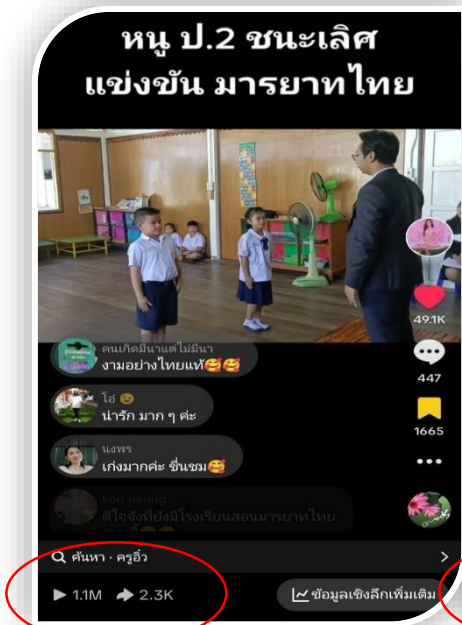 หนู ป.2 ชนะเลิศ
แข่งขัน มารยาทไทย
49.1K
คนเกิดมีนาแต่ไม่มีนา
งามอย่างไทยแท้🥰🥰
447
โอ๋ 😉
น่ารัก มาก ๆ ค่ะ
1665
นงพร
เก่งมากค่ะ ชื่นชม🥰
kun neung
ดีใจจังที่ยังมีโรงเรียนสอนมารยาทไทย
ค้นหา · ครูอิ๋ว
1.1M 2.3K
ข้อมูลเชิงลึกเพิ่มเติม